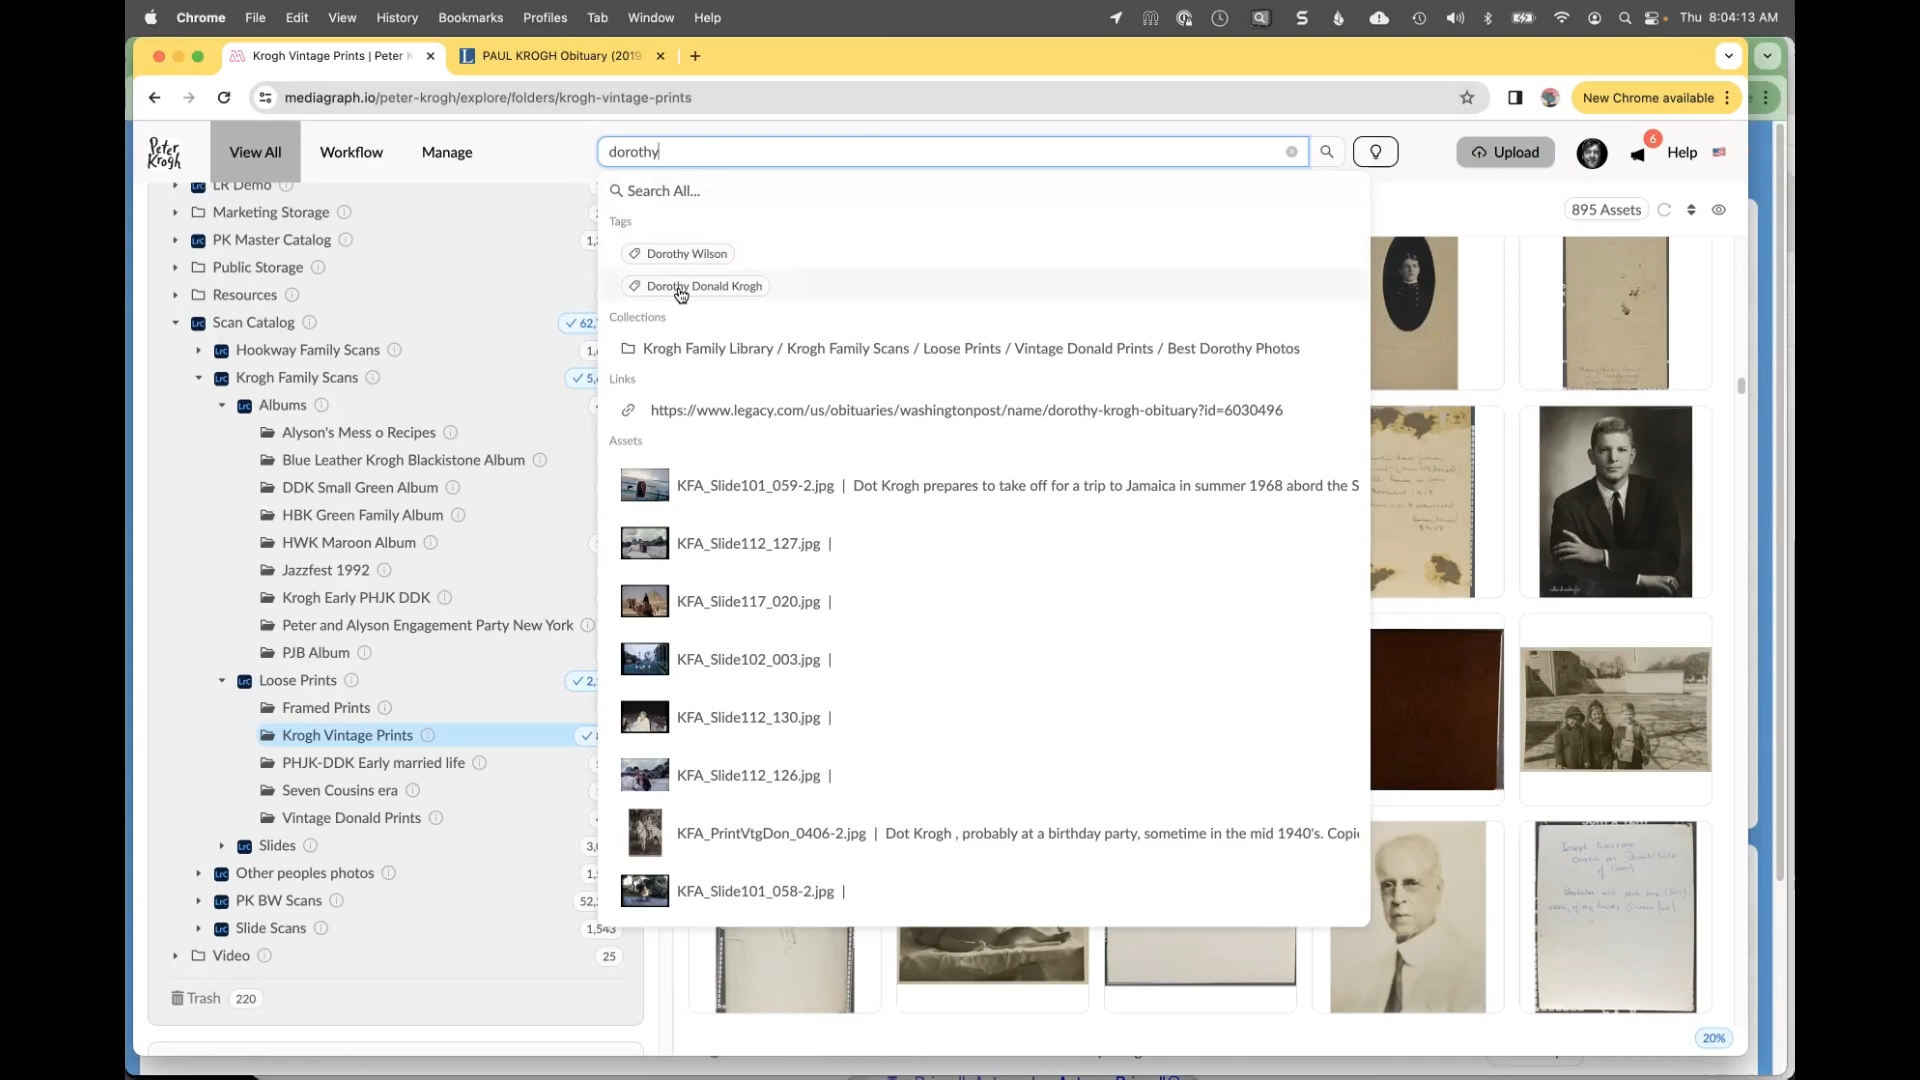 Chrome File Edit View History Bookmarks Profiles Tab Window Help Thu 8:04:13 AM
Krogh Vintage Prints | Peter K PAUL KROGH Obituary (2019
mediagraph.io/peter-krogh/explore/folders/krogh-vintage-prints New Chrome available
Peter Krogh View All Workflow Manage dorothy Upload 6 Help
Search All...
Tags
Dorothy Wilson
Dorothy Donald Krogh
Collections
Krogh Family Library / Krogh Family Scans / Loose Prints / Vintage Donald Prints / Best Dorothy Photos
Links
https://www.legacy.com/us/obituaries/washingtonpost/name/dorothy-krogh-obituary?id=6030496
Assets
KFA_Slide101_059-2.jpg | Dot Krogh prepares to take off for a trip to Jamaica in summer 1968 abord the S
KFA_Slide112_127.jpg |
KFA_Slide117_020.jpg |
KFA_Slide102_003.jpg |
KFA_Slide112_130.jpg |
KFA_Slide112_126.jpg |
KFA_PrintVtgDon_0406-2.jpg | Dot Krogh , probably at a birthday party, sometime in the mid 1940's. Copie
KFA_Slide101_058-2.jpg |
895 Assets
LR Demo
Marketing Storage
PK Master Catalog
Public Storage
Resources
Scan Catalog 62,
Hookway Family Scans
Krogh Family Scans
Albums
Alyson's Mess o Recipes
Blue Leather Krogh Blackistone Album
DDK Small Green Album
HBK Green Family Album
HWK Maroon Album
Jazzfest 1992
Krogh Early PHJK DDK
Peter and Alyson Engagement Party New York
PJB Album
Loose Prints 2,
Framed Prints
Krogh Vintage Prints
PHJK-DDK Early married life
Seven Cousins era
Vintage Donald Prints
Slides
Other peoples photos
PK BW Scans 52,
Slide Scans 1,543
Video 25
Trash 220
20%